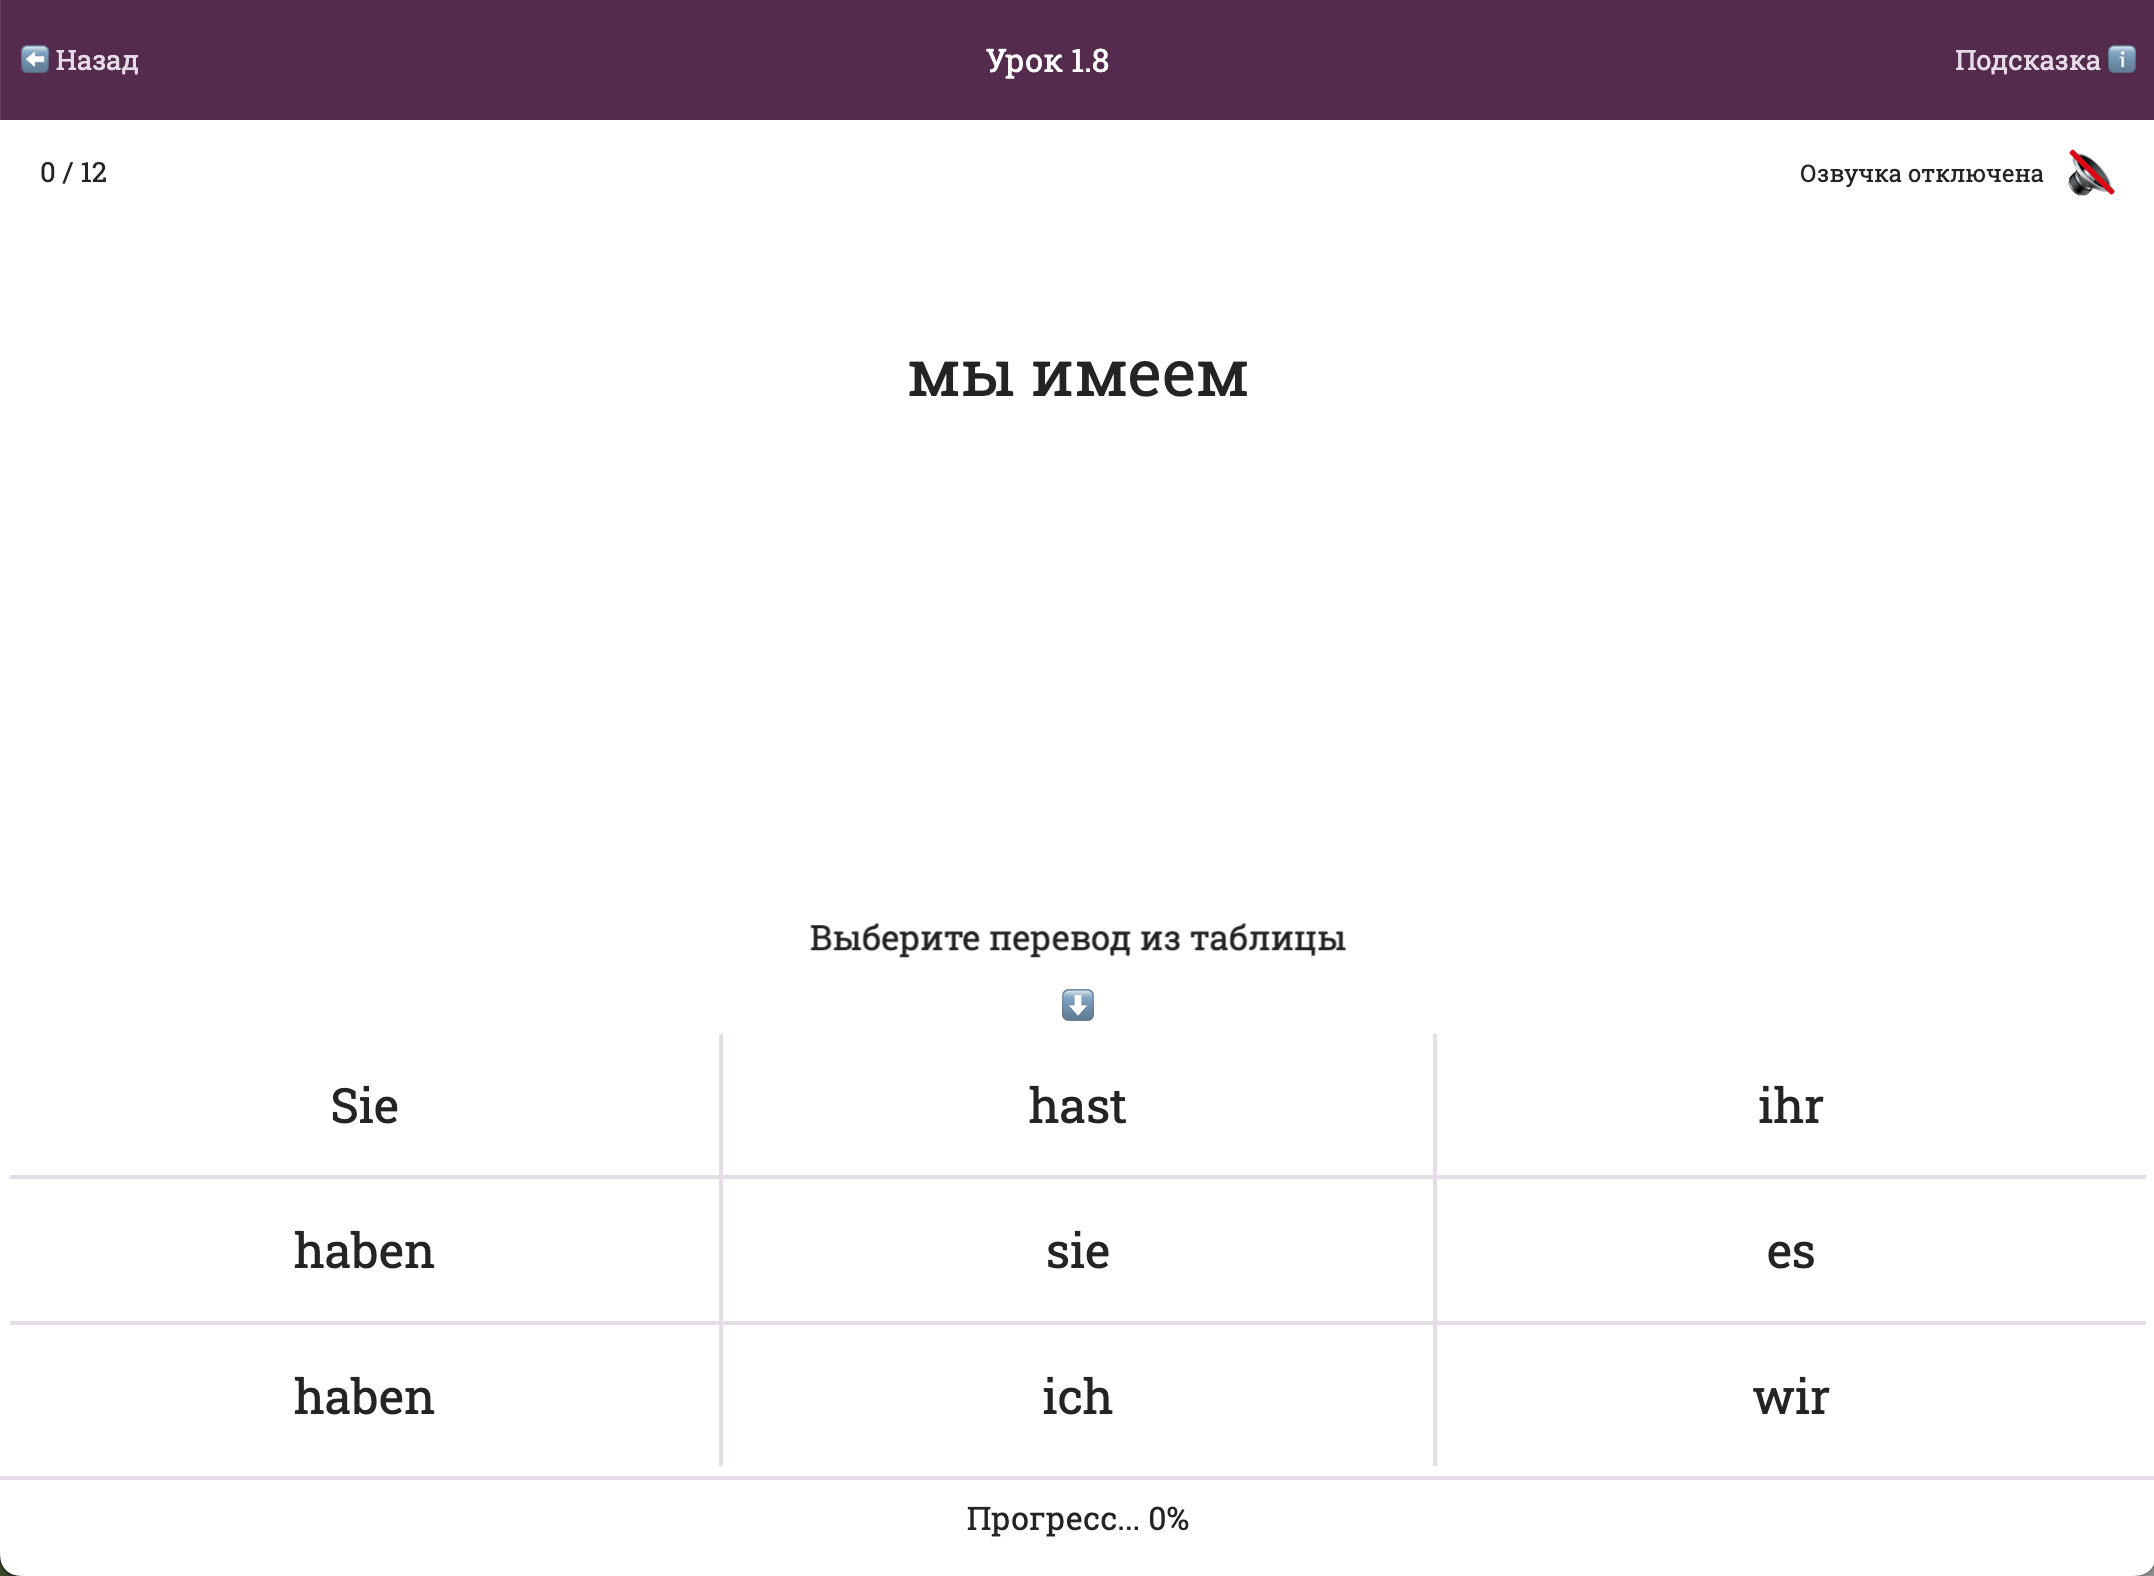 Назад
Урок 1.8
Подсказка
0 / 12
Озвучка отключена
мы имеем
Выберите перевод из таблицы
Sie hast ihr
haben sie es
haben ich wir
Прогресс... 0%